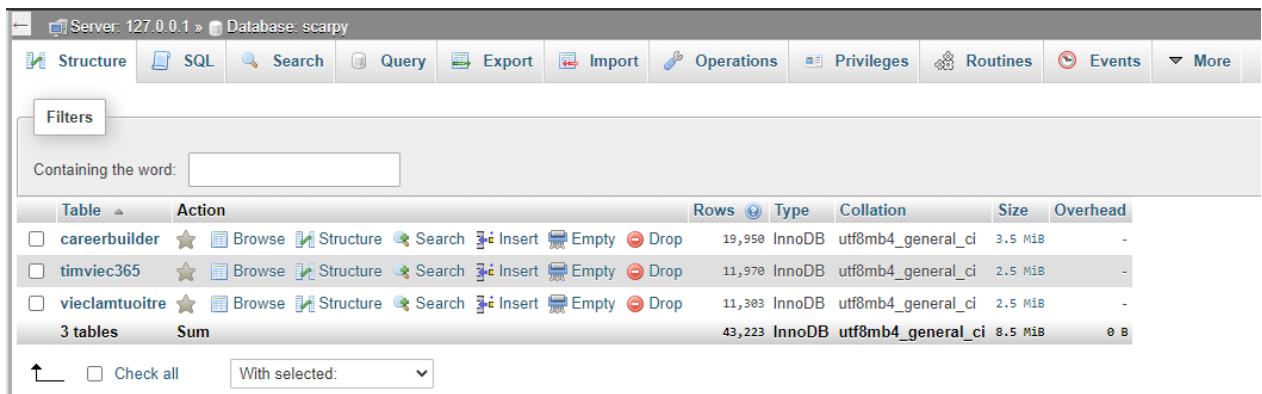 ← Server: 127.0.0.1 » Database: scarpy
Structure SQL Search Query Export Import Operations Privileges Routines Events More
Filters
Containing the word:
Table Action Rows Type Collation Size Overhead
careerbuilder Browse Structure Search Insert Empty Drop 19,950 InnoDB utf8mb4_general_ci 3.5 MiB -
timviec365 Browse Structure Search Insert Empty Drop 11,970 InnoDB utf8mb4_general_ci 2.5 MiB -
vieclamtuoitre Browse Structure Search Insert Empty Drop 11,303 InnoDB utf8mb4_general_ci 2.5 MiB -
3 tables Sum 43,223 InnoDB utf8mb4_general_ci 8.5 MiB 0 B
Check all With selected: